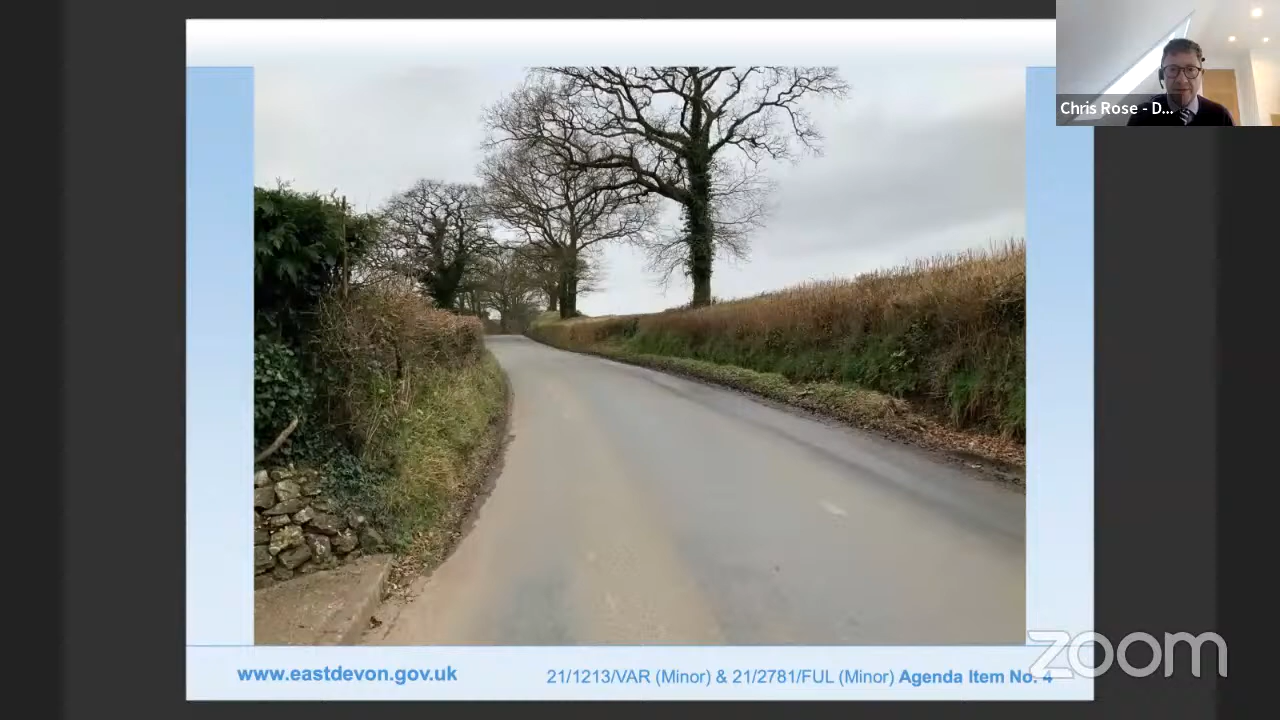 Chris Rose - D...
www.eastdevon.gov.uk
21/1213/VAR (Minor) & 21/2781/FUL (Minor) Agenda Item No. 4
zoom